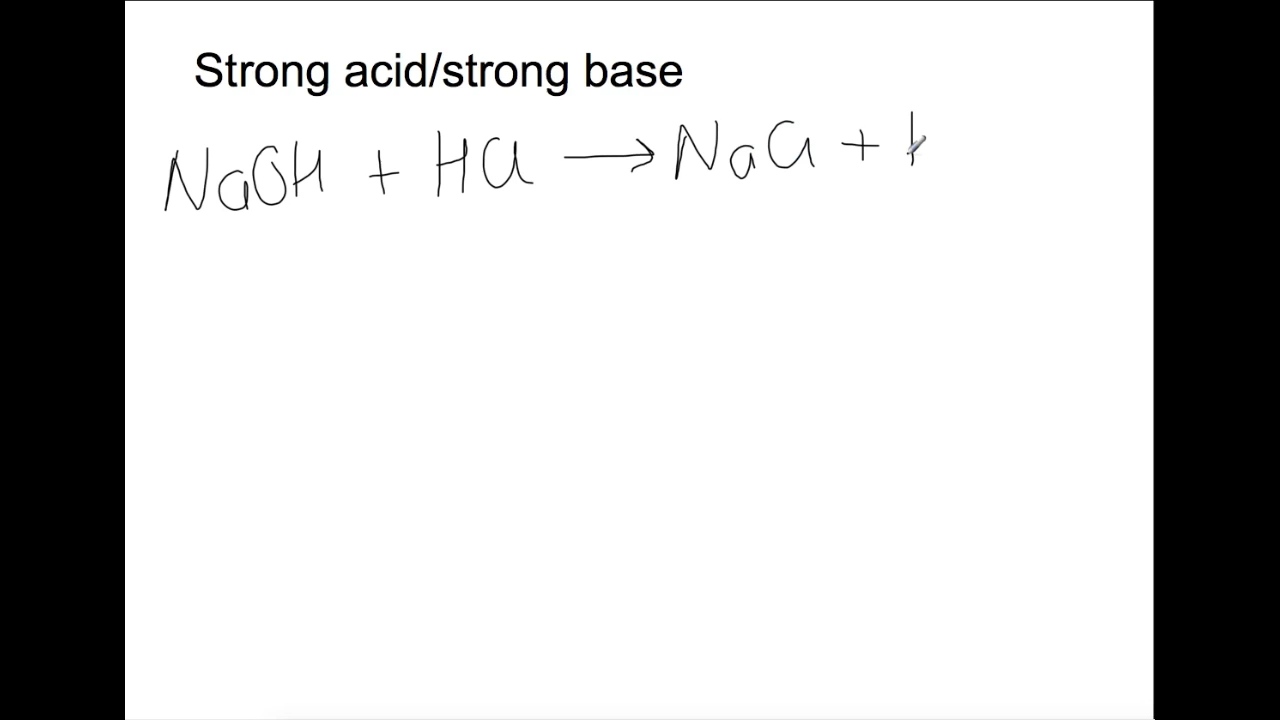 Strong acid/strong base
NaOH + HCl → NaCl +